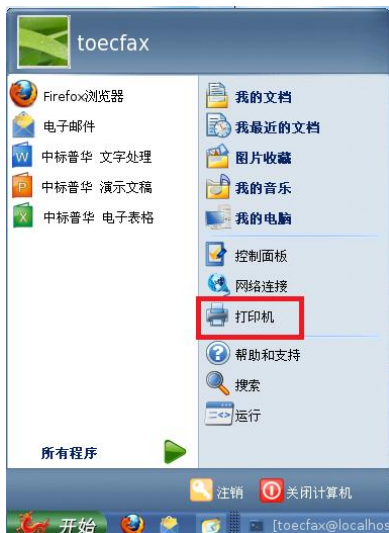 toecfax
Firefox浏览器
电子邮件
中标普华 文字处理
中标普华 演示文稿
中标普华 电子表格
所有程序
我的文档
我最近的文档
图片收藏
我的音乐
我的电脑
控制面板
网络连接
打印机
帮助和支持
搜索
运行
注销
关闭计算机
开始
[toecfax@localhos